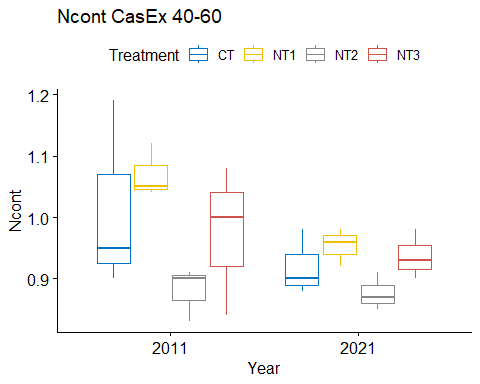 Ncont CasEx 40-60
Treatment CT NT1 NT2 NT3
1.2
1.1
1.0
0.9
Ncont
2011 2021
Year